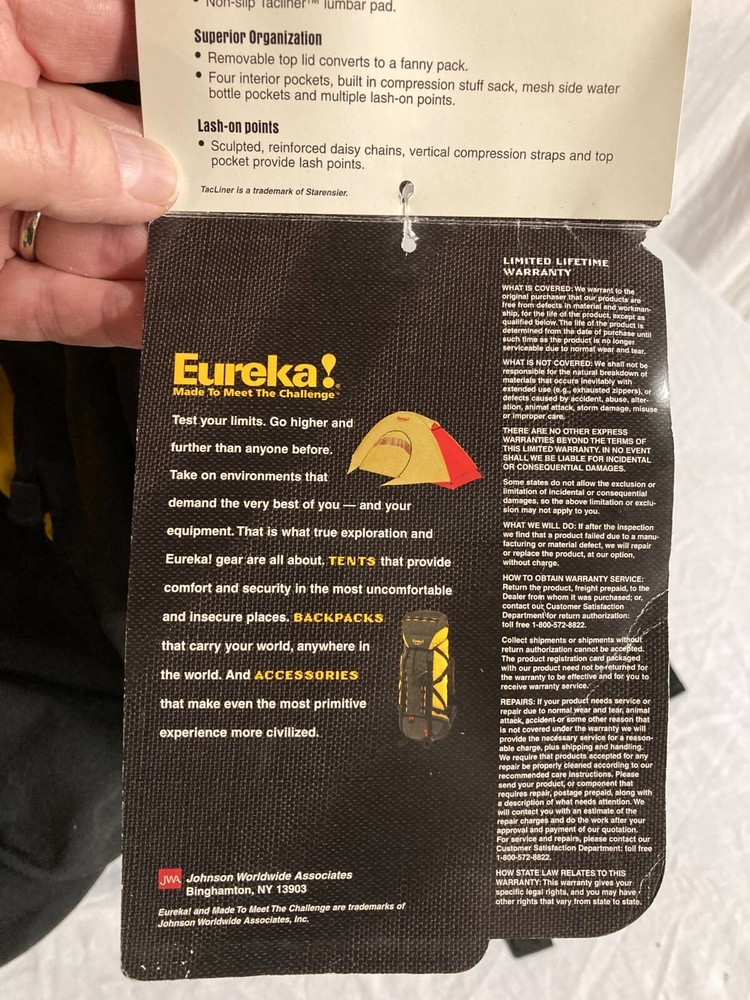 • Non-slip Tacliner™ lumbar pad.
Superior Organization
• Removable top lid converts to a fanny pack.
• Four interior pockets, built in compression stuff sack, mesh side water
bottle pockets and multiple lash-on points.
Lash-on points
• Sculpted, reinforced daisy chains, vertical compression straps and top
pocket provide lash points.
TacLiner is a trademark of Starensier.
Eureka!®
Made To Meet The Challenge
Test your limits. Go higher and
further than anyone before.
Take on environments that
demand the very best of you — and your
equipment. That is what true exploration and
Eureka! gear are all about. TENTS that provide
comfort and security in the most uncomfortable
and insecure places. BACKPACKS
that carry your world, anywhere in
the world. And ACCESSORIES
that make even the most primitive
experience more civilized.
JWA Johnson Worldwide Associates
Binghamton, NY 13903
Eureka! and Made To Meet The Challenge are trademarks of
Johnson Worldwide Associates, Inc.
LIMITED LIFETIME
WARRANTY
WHAT IS COVERED: We warrant to the
original purchaser that our products are
free from defects in material and workman-
ship, for the life of the product, except as
qualified below. The life of the product is
determined from the date of purchase until
such time as the product is no longer
serviceable due to normal wear and tear.
WHAT IS NOT COVERED: We shall not be
responsible for the natural breakdown of
materials that occurs inevitably with
extended use (e.g., exhausted zippers), or
defects caused by accident, abuse, alter-
ation, animal attack, storm damage, misuse
or improper care.
THERE ARE NO OTHER EXPRESS
WARRANTIES BEYOND THE TERMS OF
THIS LIMITED WARRANTY. IN NO EVENT
SHALL WE BE LIABLE FOR INCIDENTAL
OR CONSEQUENTIAL DAMAGES.
Some states do not allow the exclusion or
limitation of incidental or consequential
damages, so the above limitation or exclu-
sion may not apply to you.
WHAT WE WILL DO: If after the inspection
we find that a product failed due to a manu-
facturing or material defect, we will repair
or replace the product, at our option,
without charge.
HOW TO OBTAIN WARRANTY SERVICE:
Return the product, freight prepaid, to the
Dealer from whom it was purchased; or,
contact our Customer Satisfaction
Department for return authorization:
toll free 1-800-572-8822.
Collect shipments or shipments without
return authorization cannot be accepted.
The product registration card packaged
with our product need not be returned for
the warranty to be effective and for you to
receive warranty service.
REPAIRS: If your product needs service or
repair due to normal wear and tear, animal
attack, accident or some other reason that
is not covered under the warranty we will
provide the necessary service for a reason-
able charge, plus shipping and handling.
We require that products accepted for any
repair be properly cleaned according to our
recommended care instructions. Please
send your product, or component that
requires repair, postage prepaid, along with
a description of what needs attention. We
will contact you with an estimate of the
repair charges and do the work after your
approval and payment of our quotation.
For service and repairs, please contact our
Customer Satisfaction Department: toll free
1-800-572-8822.
HOW STATE LAW RELATES TO THIS
WARRANTY: This warranty gives your
specific legal rights, and you may have
other rights that vary from state to state.